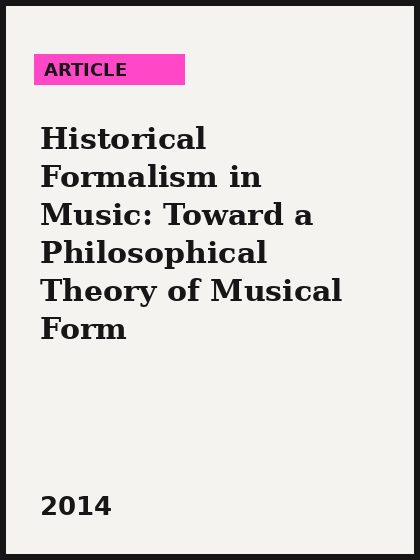 ARTICLE
Historical
Formalism in
Music: Toward a
Philosophical
Theory of Musical
Form
2014